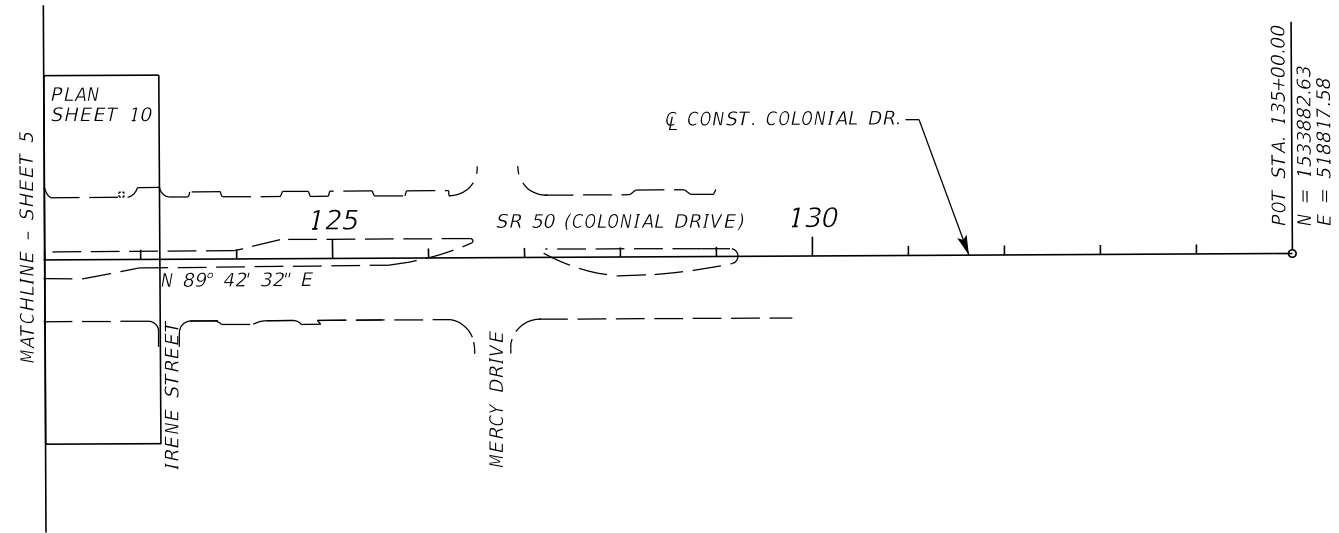 MATCHLINE - SHEET 5
PLAN
SHEET 10
℄ CONST. COLONIAL DR.
POT STA. 135+00.00
N = 1533882.63
E = 518817.58
125
SR 50 (COLONIAL DRIVE)
130
N 89° 42' 32" E
IRENE STREET
MERCY DRIVE